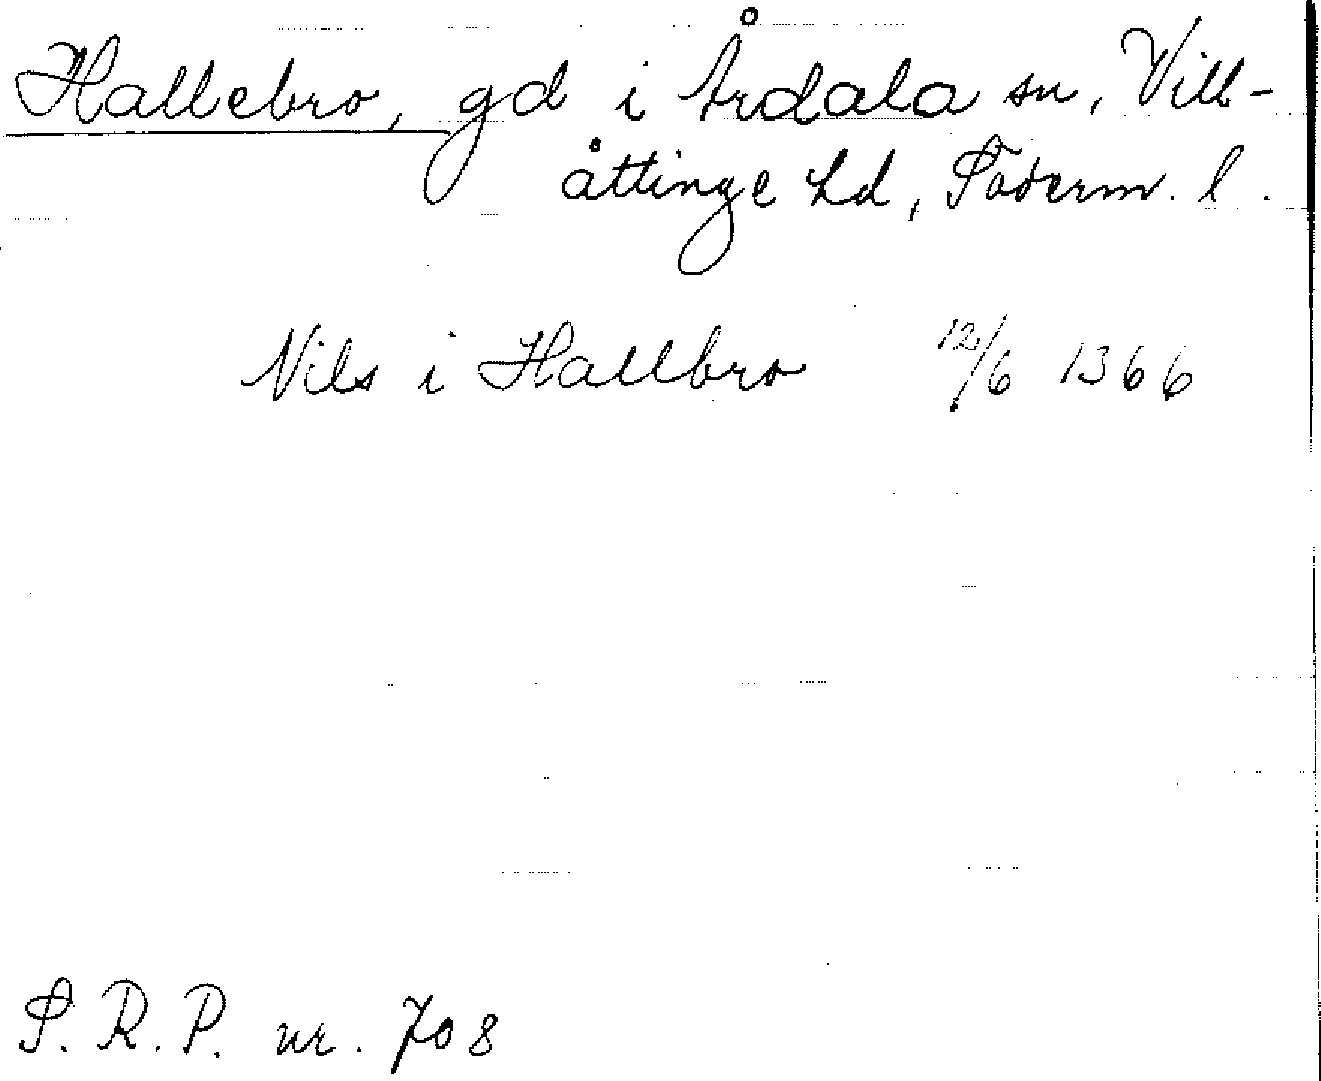 Hallebro, gd i Årdala sn, Vill-
åttinge hd, Söderm. l.
Nils i Hallbro 12/6 1366
S. R. P. nr. 708